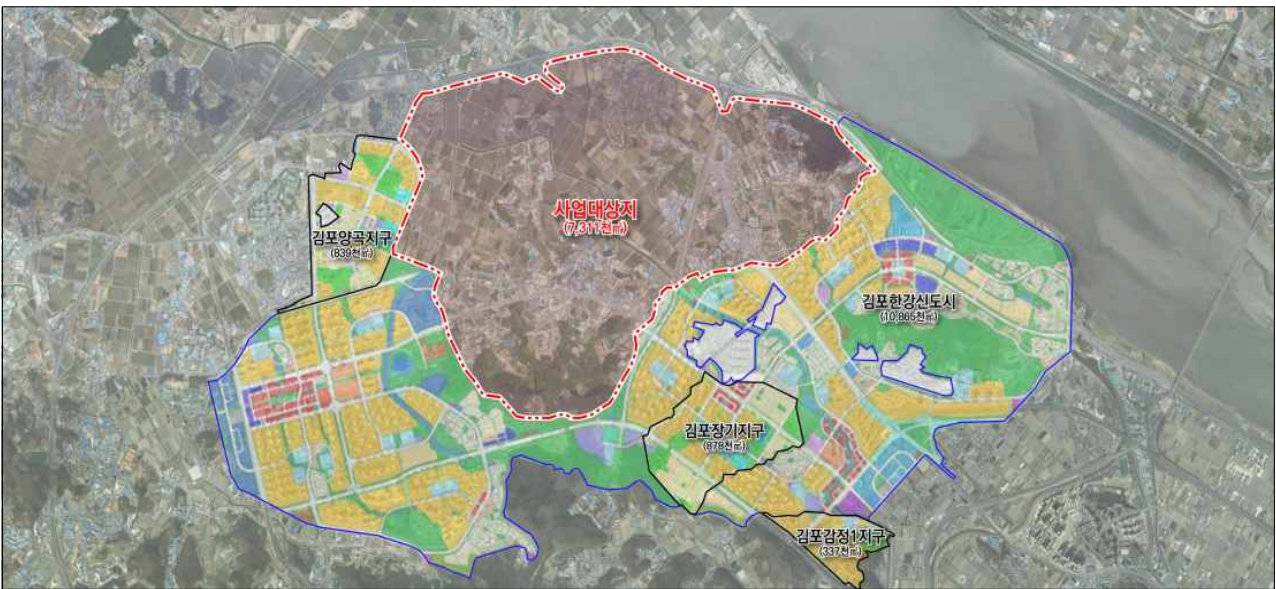 사업대상지
(7,311천㎡)
김포양곡지구
(839천㎡)
김포한강신도시
(10,865천㎡)
김포장기지구
(878천㎡)
김포감정1지구
(337천㎡)